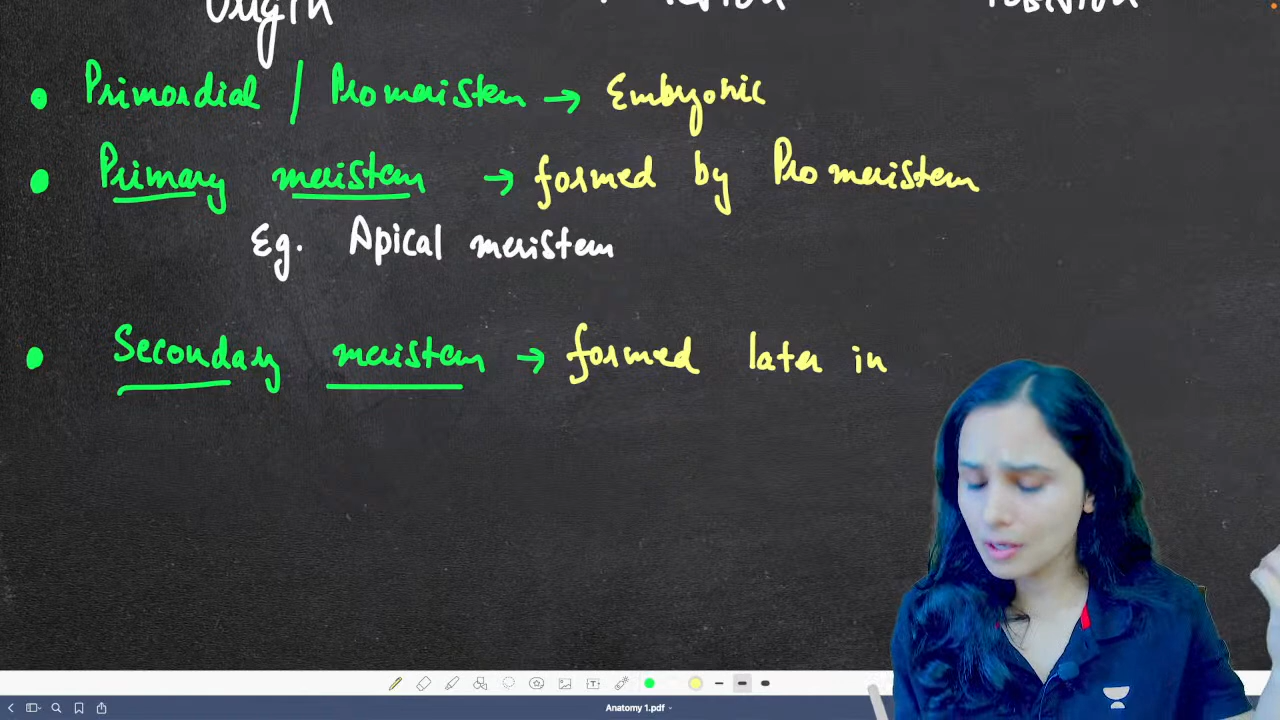 Origin
Primordial / Promeristem → Embryonic
Primary meristem → formed by Promeristem
Eg. Apical meristem
Secondary meristem → formed later in
Anatomy 1.pdf